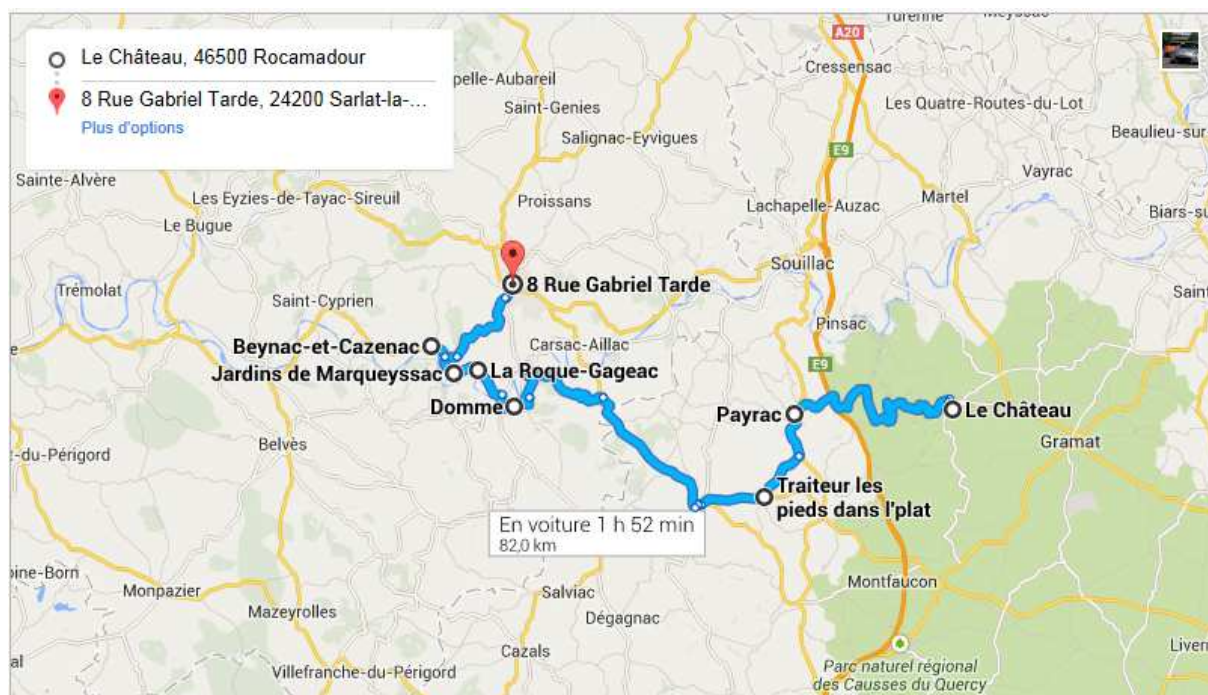 Le Château, 46500 Rocamadour
8 Rue Gabriel Tarde, 24200 Sarlat-la-...
Plus d'options
A20
Cressensac
pelle-Aubareil
Saint-Genies
Les Quatre-Routes-du-Lot
Salignac-Eyvigues
Beaulieu-sur
E9
Sainte-Alvère
Vayrac
Les Eyzies-de-Tayac-Sireuil
Proissans
Martel
Lachapelle-Auzac
Biars-su
Le Bugue
Souillac
8 Rue Gabriel Tarde
Trémolat
Saint
Saint-Cyprien
Pinsac
Beynac-et-Cazenac
Carsac-Aillac
E9
Jardins de Marqueyssac
La Roque-Gageac
Domme
Payrac
Le Château
Gramat
Belvès
-du-Périgord
Traiteur les
pieds dans l'plat
En voiture 1 h 52 min
82,0 km
oine-Born
Monpazier
Montfaucon
Salviac
Mazeyrolles
Dégagnac
Livern
Cazals
Parc naturel régional
des Causses du Quercy
Villefranche-du-Périgord
al